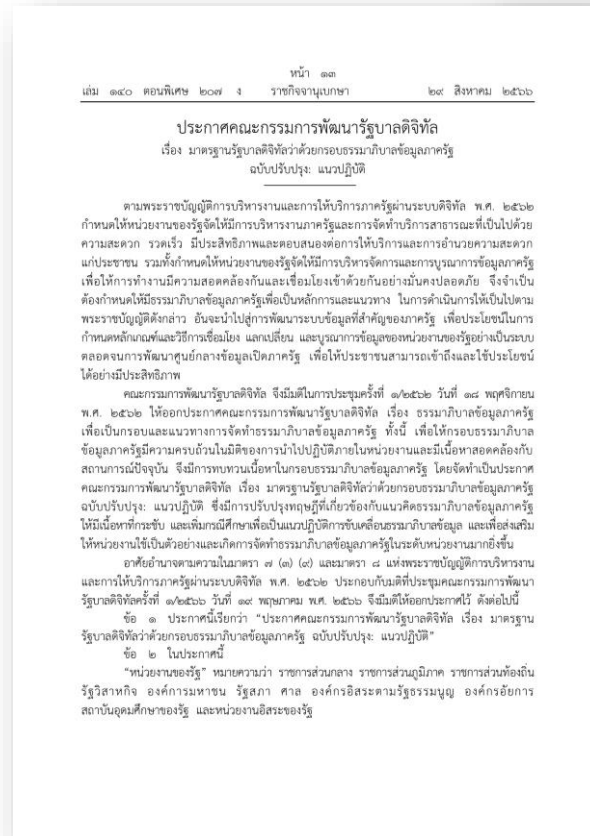 หน้า ๑๓
เล่ม ๑๔๐ ตอนพิเศษ ๒๐๗ ง ราชกิจจานุเบกษา ๒๙ สิงหาคม ๒๕๖๖
ประกาศคณะกรรมการพัฒนารัฐบาลดิจิทัล
เรื่อง มาตรฐานรัฐบาลดิจิทัลว่าด้วยกรอบธรรมาภิบาลข้อมูลภาครัฐ
ฉบับปรับปรุง: แนวปฏิบัติ
ตามพระราชบัญญัติการบริหารงานและการให้บริการภาครัฐผ่านระบบดิจิทัล พ.ศ. ๒๕๖๒
กำหนดให้หน่วยงานของรัฐจัดให้มีการบริหารงานภาครัฐและการจัดทำบริการสาธารณะที่เป็นไปด้วย
ความสะดวก รวดเร็ว มีประสิทธิภาพและตอบสนองต่อการให้บริการและการอำนวยความสะดวก
แก่ประชาชน รวมทั้งกำหนดให้หน่วยงานของรัฐจัดให้มีการบริหารจัดการและการบูรณาการข้อมูลภาครัฐ
เพื่อให้การทำงานมีความสอดคล้องกันและเชื่อมโยงเข้าด้วยกันอย่างมั่นคงปลอดภัย จึงจำเป็น
ต้องกำหนดให้มีธรรมาภิบาลข้อมูลภาครัฐเพื่อเป็นหลักการและแนวทาง ในการดำเนินการให้เป็นไปตาม
พระราชบัญญัติดังกล่าว อันจะนำไปสู่การพัฒนาระบบข้อมูลที่สำคัญของภาครัฐ เพื่อประโยชน์ในการ
กำหนดหลักเกณฑ์และวิธีการเชื่อมโยง แลกเปลี่ยน และบูรณาการข้อมูลของหน่วยงานของรัฐอย่างเป็นระบบ
ตลอดจนการพัฒนาศูนย์กลางข้อมูลเปิดภาครัฐ เพื่อให้ประชาชนสามารถเข้าถึงและใช้ประโยชน์
ได้อย่างมีประสิทธิภาพ
คณะกรรมการพัฒนารัฐบาลดิจิทัล จึงมีมติในการประชุมครั้งที่ ๑/๒๕๖๒ วันที่ ๑๘ พฤศจิกายน
พ.ศ. ๒๕๖๒ ให้ออกประกาศคณะกรรมการพัฒนารัฐบาลดิจิทัล เรื่อง ธรรมาภิบาลข้อมูลภาครัฐ
เพื่อเป็นกรอบและแนวทางการจัดทำธรรมาภิบาลข้อมูลภาครัฐ ทั้งนี้ เพื่อให้กรอบธรรมาภิบาล
ข้อมูลภาครัฐมีความครบถ้วนในมิติของการนำไปปฏิบัติภายในหน่วยงานและมีเนื้อหาสอดคล้องกับ
สถานการณ์ปัจจุบัน จึงมีการทบทวนเนื้อหาในกรอบธรรมาภิบาลข้อมูลภาครัฐ โดยจัดทำเป็นประกาศ
คณะกรรมการพัฒนารัฐบาลดิจิทัล เรื่อง มาตรฐานรัฐบาลดิจิทัลว่าด้วยกรอบธรรมาภิบาลข้อมูลภาครัฐ
ฉบับปรับปรุง: แนวปฏิบัติ ซึ่งมีการปรับปรุงทฤษฎีที่เกี่ยวข้องกับแนวคิดธรรมาภิบาลข้อมูลภาครัฐ
ให้มีเนื้อหาที่กระชับ และเพิ่มกรณีศึกษาเพื่อเป็นแนวปฏิบัติการขับเคลื่อนธรรมาภิบาลข้อมูล และเพื่อส่งเสริม
ให้หน่วยงานใช้เป็นตัวอย่างและเกิดการจัดทำธรรมาภิบาลข้อมูลภาครัฐในระดับหน่วยงานมากยิ่งขึ้น
อาศัยอำนาจตามความในมาตรา ๗ (๓) (๙) และมาตรา ๘ แห่งพระราชบัญญัติการบริหารงาน
และการให้บริการภาครัฐผ่านระบบดิจิทัล พ.ศ. ๒๕๖๒ ประกอบกับมติที่ประชุมคณะกรรมการพัฒนา
รัฐบาลดิจิทัลครั้งที่ ๑/๒๕๖๖ วันที่ ๑๙ พฤษภาคม พ.ศ. ๒๕๖๖ จึงมีมติให้ออกประกาศไว้ ดังต่อไปนี้
ข้อ ๑ ประกาศนี้เรียกว่า “ประกาศคณะกรรมการพัฒนารัฐบาลดิจิทัล เรื่อง มาตรฐาน
รัฐบาลดิจิทัลว่าด้วยกรอบธรรมาภิบาลข้อมูลภาครัฐ ฉบับปรับปรุง: แนวปฏิบัติ”
ข้อ ๒ ในประกาศนี้
“หน่วยงานของรัฐ” หมายความว่า ราชการส่วนกลาง ราชการส่วนภูมิภาค ราชการส่วนท้องถิ่น
รัฐวิสาหกิจ องค์การมหาชน รัฐสภา ศาล องค์กรอิสระตามรัฐธรรมนูญ องค์กรอัยการ
สถาบันอุดมศึกษาของรัฐ และหน่วยงานอิสระของรัฐ